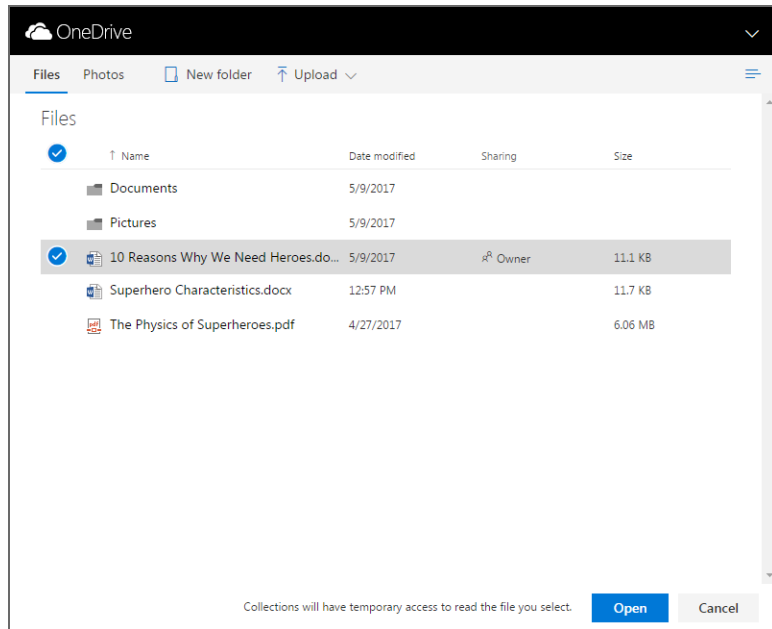 OneDrive
Files Photos New folder Upload
Files
Name Date modified Sharing Size
Documents 5/9/2017
Pictures 5/9/2017
10 Reasons Why We Need Heroes.do... 5/9/2017 Owner 11.1 KB
Superhero Characteristics.docx 12:57 PM 11.7 KB
The Physics of Superheroes.pdf 4/27/2017 6.06 MB
Collections will have temporary access to read the file you select. Open Cancel